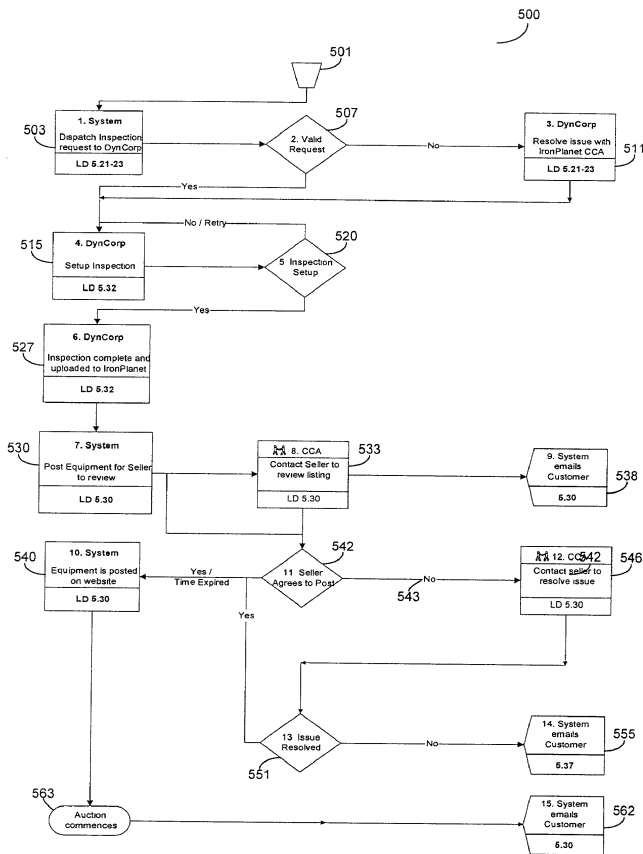 500
501
1. System
Dispatch Inspection
request to DynCorp
LD 5.21-23
503
507
2. Valid
Request
No
3. DynCorp
Resolve issue with
IronPlanet CCA
LD 5.21-23
511
Yes
No / Retry
4. DynCorp
Setup Inspection
LD 5.32
515
520
5 Inspection
Setup
Yes
6. DynCorp
Inspection complete and
uploaded to IronPlanet
LD 5.32
527
7. System
Post Equipment for Seller
to review
LD 5.30
530
8. CCA
Contact Seller to
review listing
LD 5.30
533
9. System
emails
Customer
5.30
538
540
10. System
Equipment is posted
on website
LD 5.30
Yes /
Time Expired
542
11 Seller
Agrees to Post
No
543
12. CCA
542
Contact seller to
resolve issue
LD 5.30
546
Yes
13 Issue
Resolved
551
No
14. System
emails
Customer
5.37
555
563
Auction
commences
15. System
emails
Customer
5.30
562